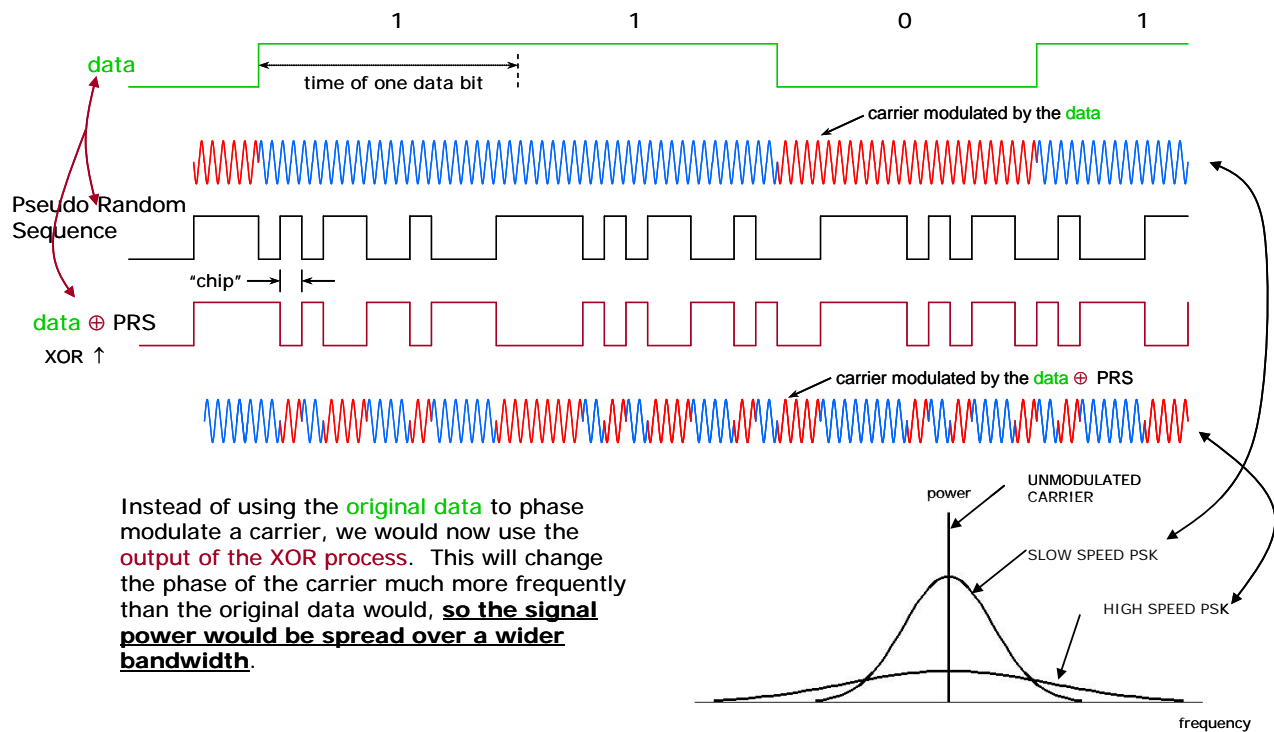 1 1 0 1
data
time of one data bit
carrier modulated by the data
Pseudo Random
Sequence
“chip”
data ⊕ PRS
XOR ↑
carrier modulated by the data ⊕ PRS
Instead of using the original data to phase
modulate a carrier, we would now use the
output of the XOR process. This will change
the phase of the carrier much more frequently
than the original data would, so the signal
power would be spread over a wider
bandwidth.
power
UNMODULATED
CARRIER
SLOW SPEED PSK
HIGH SPEED PSK
frequency